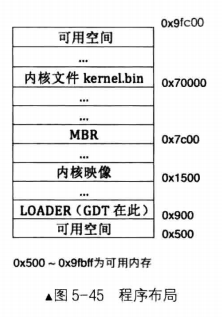 0x9fc00
可用空间
...
内核文件 kernel.bin
0x70000
...
...
MBR
0x7c00
...
内核映像
0x1500
...
LOADER（GDT 在此）
0x900
可用空间
0x500
0x500 ~ 0x9fbff为可用内存
▲图 5-45 程序布局